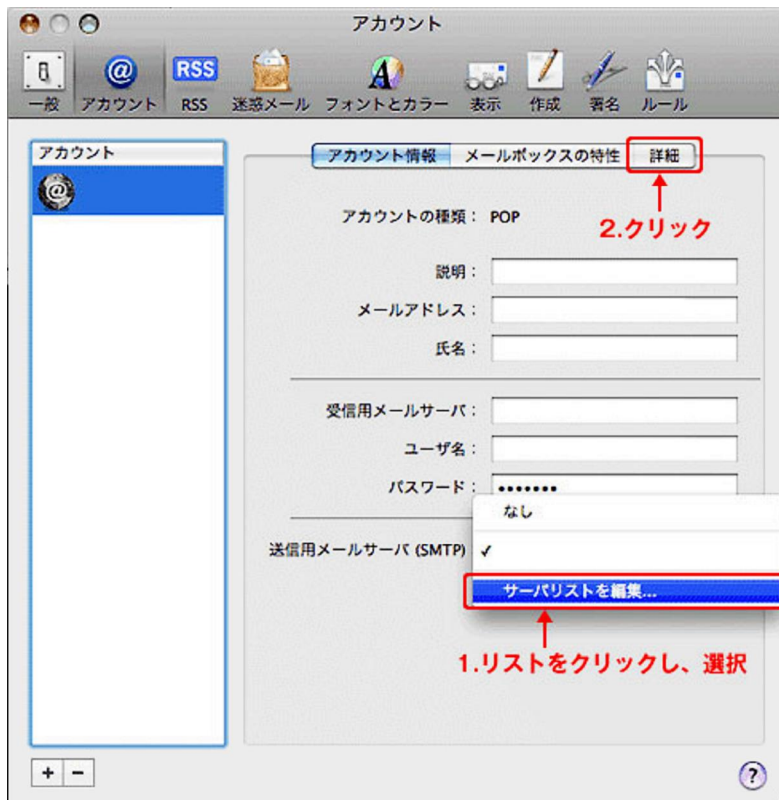 アカウント
一般 アカウント RSS 迷惑メール フォントとカラー 表示 作成 署名 ルール
アカウント
アカウント情報 メールボックスの特性 詳細
アカウントの種類： POP
2.クリック
説明：
メールアドレス：
氏名：
受信用メールサーバ：
ユーザ名：
パスワード： •••••••
なし
送信用メールサーバ (SMTP) ✓
サーバリストを編集...
1.リストをクリックし、選択
+ −
?